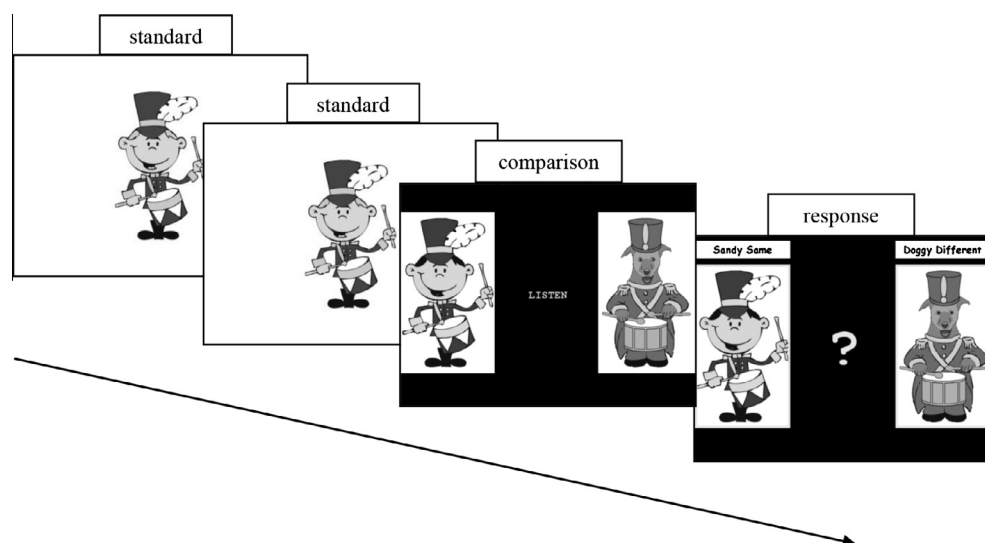 standard
standard
comparison
LISTEN
response
Sandy Same
Doggy Different
?